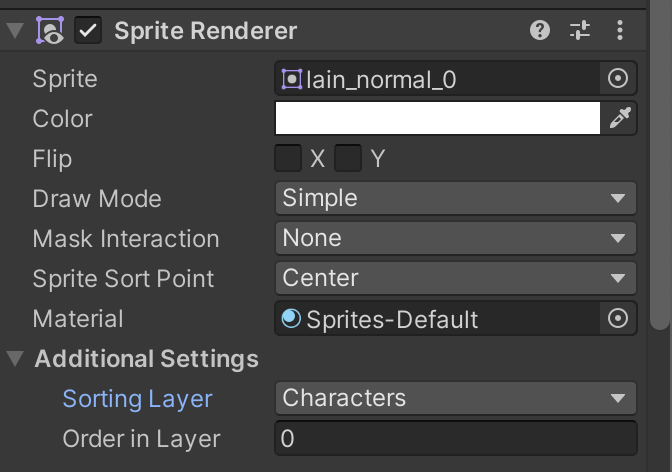 Sprite Renderer
Sprite lain_normal_0
Color
Flip X Y
Draw Mode Simple
Mask Interaction None
Sprite Sort Point Center
Material Sprites-Default
Additional Settings
Sorting Layer Characters
Order in Layer 0